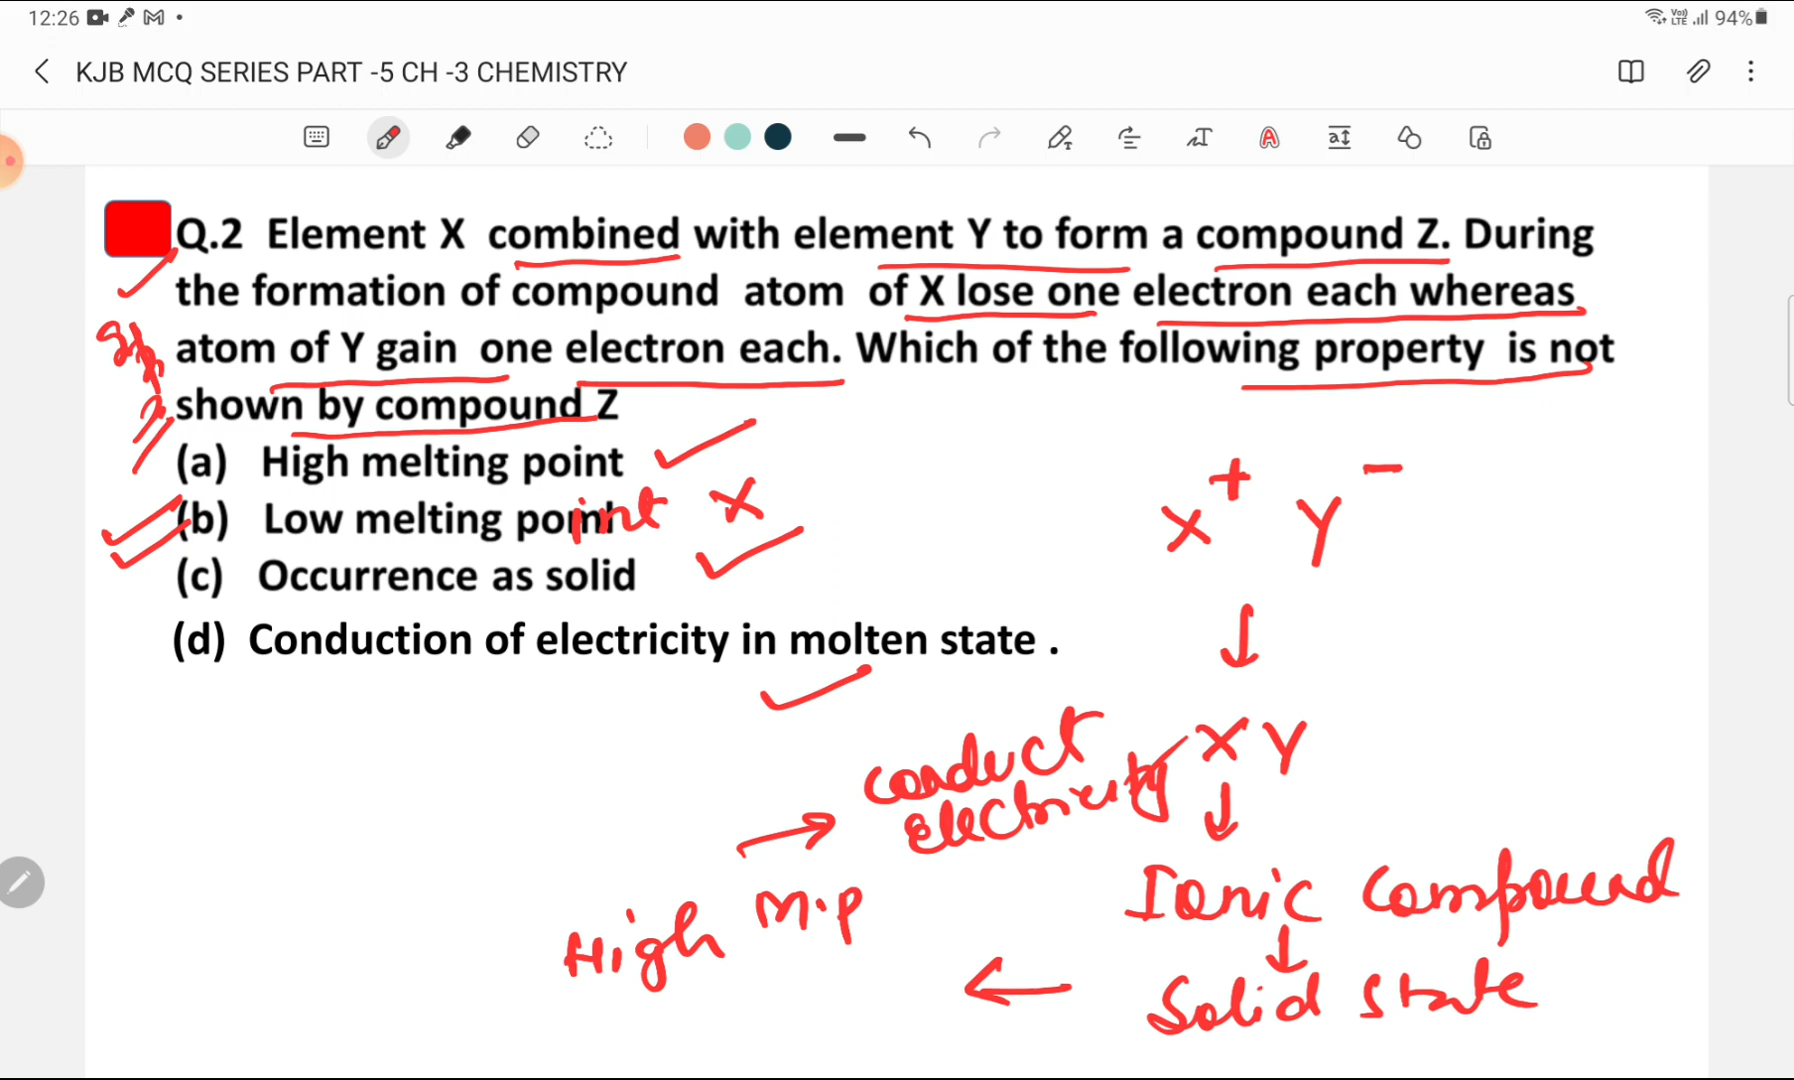 12:26
Vo) LTE 94%
KJB MCQ SERIES PART -5 CH -3 CHEMISTRY
Q.2 Element X combined with element Y to form a compound Z. During
the formation of compound atom of X lose one electron each whereas
atom of Y gain one electron each. Which of the following property is not
shown by compound Z
(a) High melting point
(b) Low melting point
(c) Occurrence as solid
(d) Conduction of electricity in molten state .
X+ Y-
XY
conduct
electricity
Ionic Compound
High M.P
Solid State